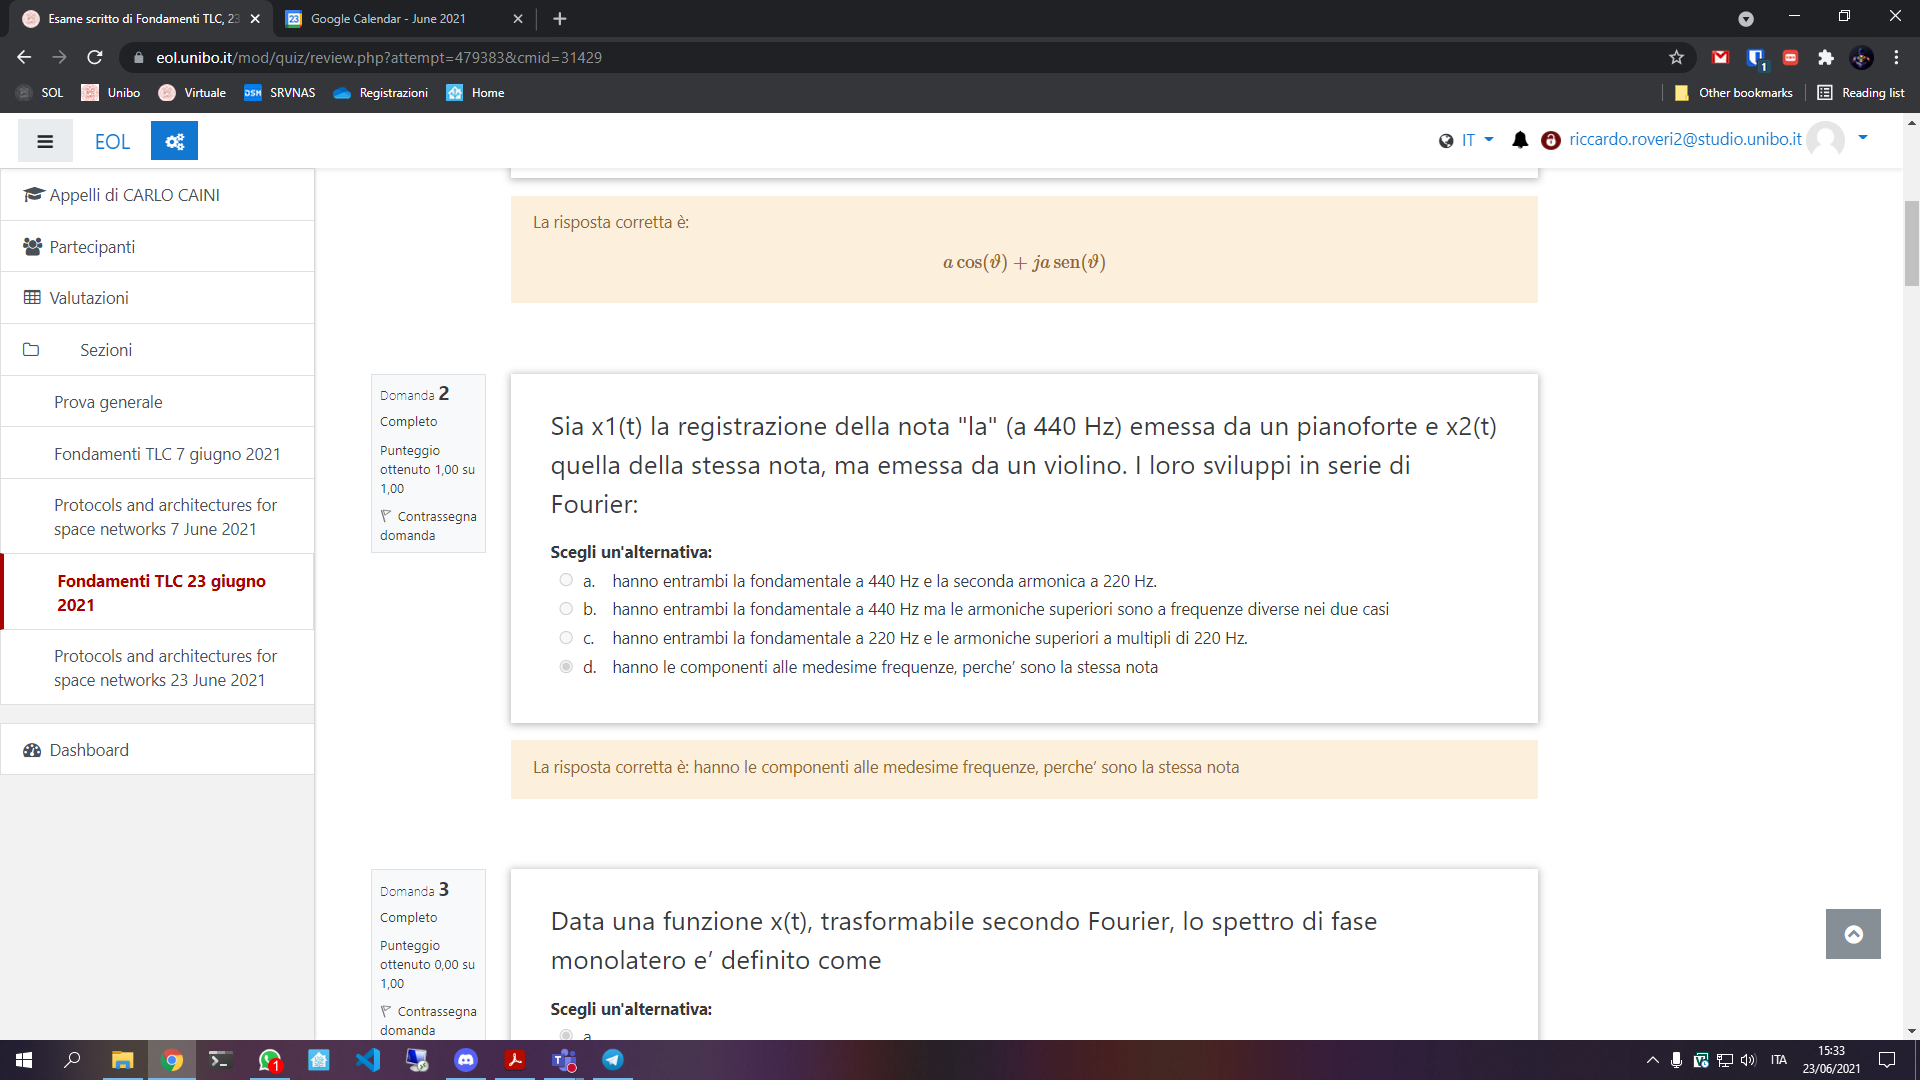 Esame scritto di Fondamenti TLC, 23
Google Calendar - June 2021
eol.unibo.it/mod/quiz/review.php?attempt=479383&cmid=31429
SOL
Unibo
Virtuale
DSM SRVNAS
Registrazioni
Home
Other bookmarks
Reading list
EOL
IT
riccardo.roveri2@studio.unibo.it
Appelli di CARLO CAINI
Partecipanti
Valutazioni
Sezioni
Prova generale
Fondamenti TLC 7 giugno 2021
Protocols and architectures for
space networks 7 June 2021
Fondamenti TLC 23 giugno
2021
Protocols and architectures for
space networks 23 June 2021
Dashboard
La risposta corretta è:
a cos(ϑ) + ja sen(ϑ)
Domanda 2
Completo
Punteggio
ottenuto 1,00 su
1,00
Contrassegna
domanda
Sia x1(t) la registrazione della nota "la" (a 440 Hz) emessa da un pianoforte e x2(t)
quella della stessa nota, ma emessa da un violino. I loro sviluppi in serie di
Fourier:
Scegli un'alternativa:
a. hanno entrambi la fondamentale a 440 Hz e la seconda armonica a 220 Hz.
b. hanno entrambi la fondamentale a 440 Hz ma le armoniche superiori sono a frequenze diverse nei due casi
c. hanno entrambi la fondamentale a 220 Hz e le armoniche superiori a multipli di 220 Hz.
d. hanno le componenti alle medesime frequenze, perche’ sono la stessa nota
La risposta corretta è: hanno le componenti alle medesime frequenze, perche’ sono la stessa nota
Domanda 3
Completo
Punteggio
ottenuto 0,00 su
1,00
Contrassegna
domanda
Data una funzione x(t), trasformabile secondo Fourier, lo spettro di fase
monolatero e’ definito come
Scegli un'alternativa:
a
ITA
15:33
23/06/2021